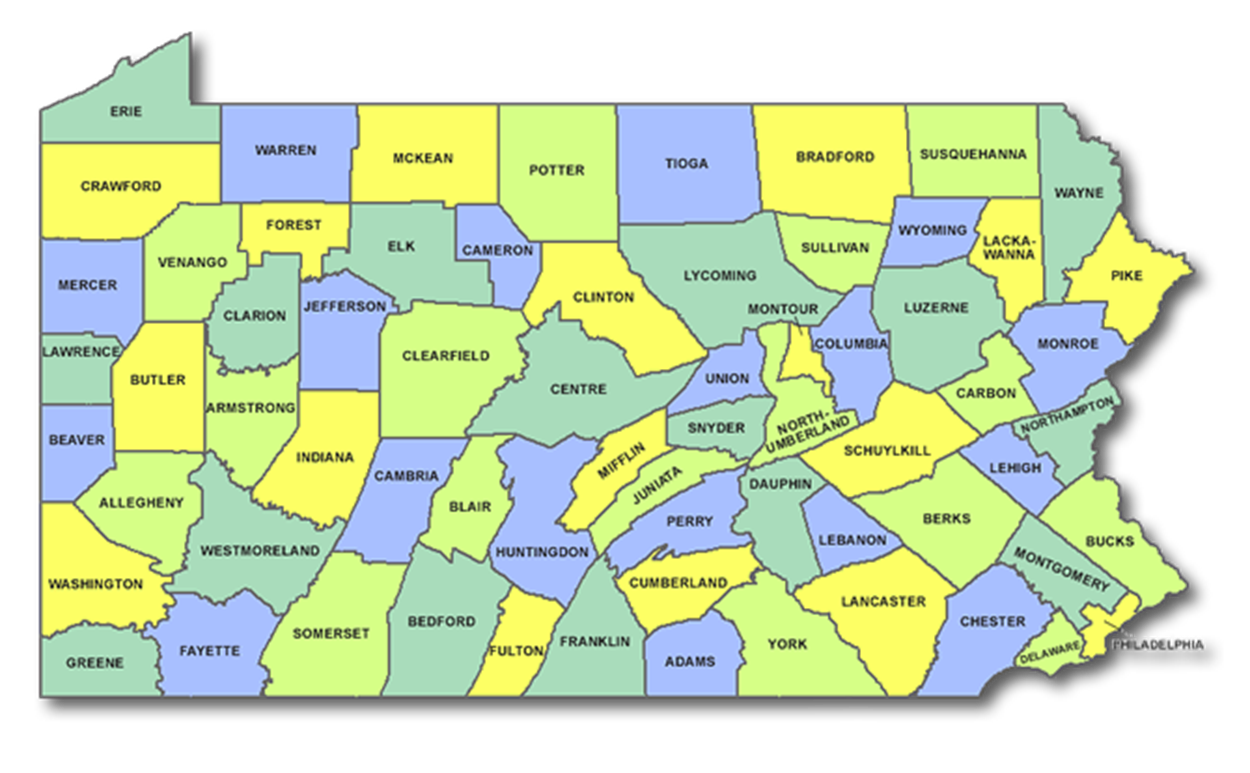 ERIE
WARREN
MCKEAN
POTTER
TIOGA
BRADFORD
SUSQUEHANNA
WAYNE
CRAWFORD
FOREST
ELK
CAMERON
SULLIVAN
WYOMING
LACKA-
WANNA
PIKE
MERCER
VENANGO
CLARION
JEFFERSON
CLINTON
LYCOMING
MONTOUR
COLUMBIA
LUZERNE
MONROE
LAWRENCE
BUTLER
ARMSTRONG
CLEARFIELD
CENTRE
UNION
CARBON
NORTHAMPTON
BEAVER
INDIANA
SNYDER
NORTH-
UMBERLAND
SCHUYLKILL
LEHIGH
ALLEGHENY
CAMBRIA
BLAIR
MIFFLIN
JUNIATA
DAUPHIN
BERKS
BUCKS
WESTMORELAND
HUNTINGDON
PERRY
LEBANON
MONTGOMERY
WASHINGTON
CUMBERLAND
LANCASTER
CHESTER
GREENE
FAYETTE
SOMERSET
BEDFORD
FULTON
FRANKLIN
ADAMS
YORK
DELAWARE
PHILADELPHIA